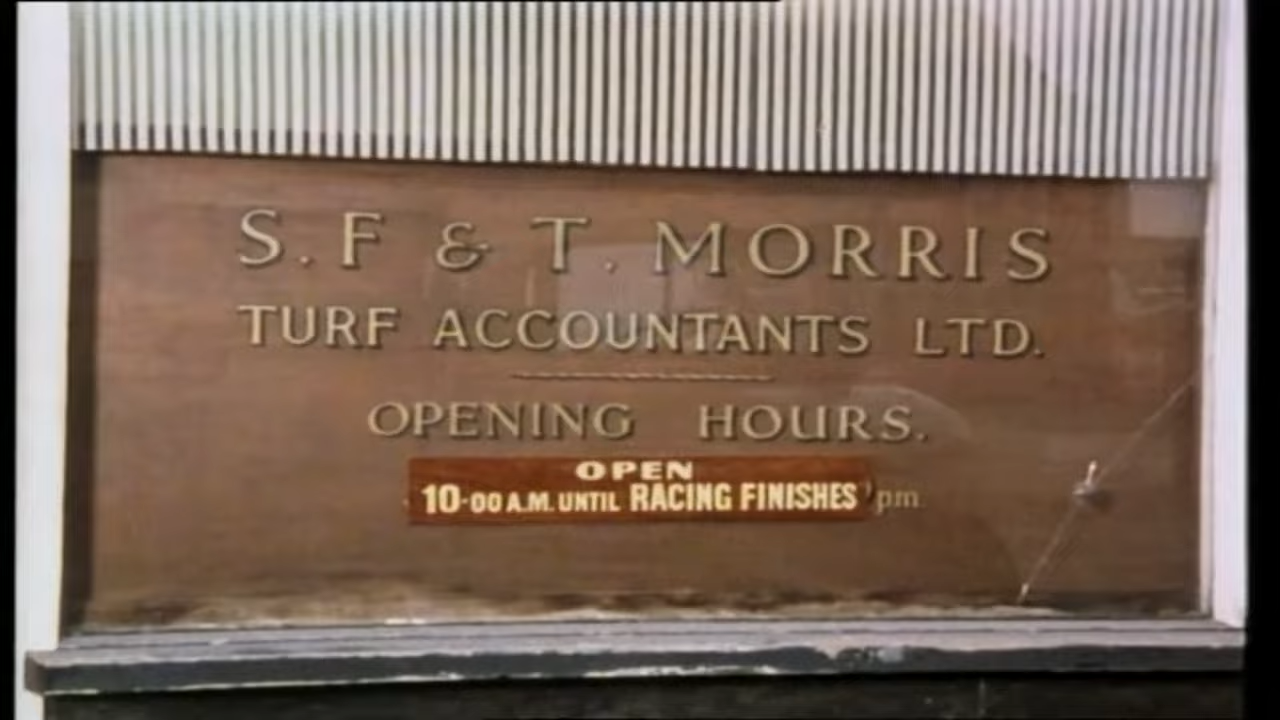 S. F & T. MORRIS
TURF ACCOUNTANTS LTD.
OPENING HOURS.
OPEN
10-00 A.M. UNTIL RACING FINISHES pm.